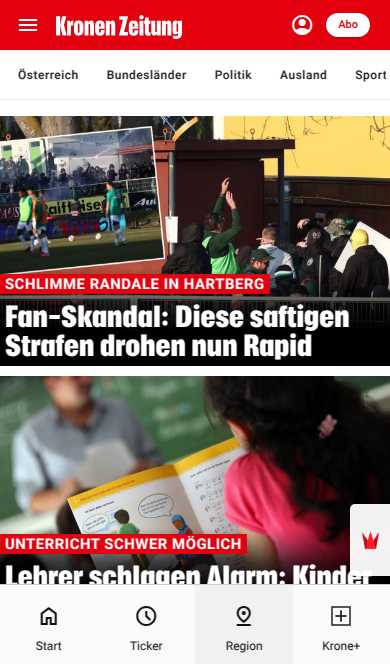 Kronen Zeitung
Abo
Österreich Bundesländer Politik Ausland Sport
SCHLIMME RANDALE IN HARTBERG
Fan-Skandal: Diese saftigen
Strafen drohen nun Rapid
UNTERRICHT SCHWER MÖGLICH
Lehrer schlagen Alarm: Kinder
Start Ticker Region Krone+